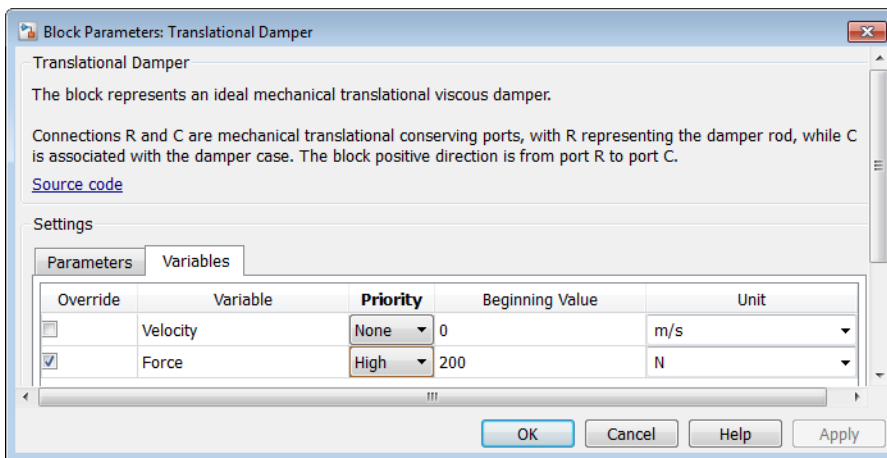 Block Parameters: Translational Damper
Translational Damper
The block represents an ideal mechanical translational viscous damper.
Connections R and C are mechanical translational conserving ports, with R representing the damper rod, while C
is associated with the damper case. The block positive direction is from port R to port C.
Source code
Settings
Parameters Variables
Override Variable Priority Beginning Value Unit
Velocity None 0 m/s
Force High 200 N
OK Cancel Help Apply